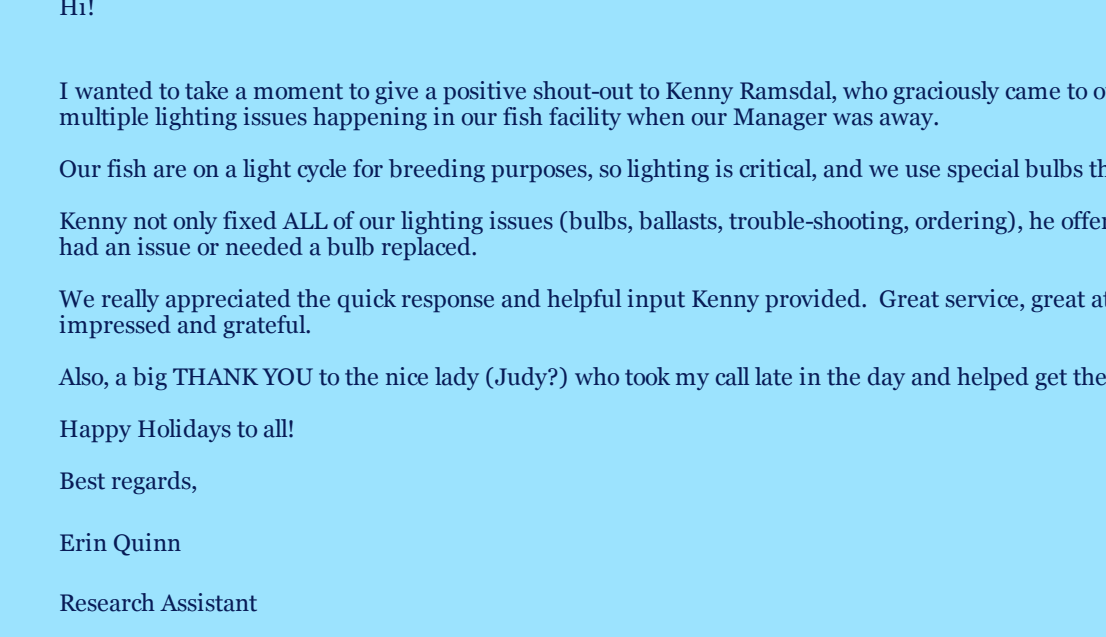 Hi!
I wanted to take a moment to give a positive shout-out to Kenny Ramsdal, who graciously came to
multiple lighting issues happening in our fish facility when our Manager was away.
Our fish are on a light cycle for breeding purposes, so lighting is critical, and we use special bulbs
Kenny not only fixed ALL of our lighting issues (bulbs, ballasts, trouble-shooting, ordering), he
had an issue or needed a bulb replaced.
We really appreciated the quick response and helpful input Kenny provided.  Great service, great
impressed and grateful.
Also, a big THANK YOU to the nice lady (Judy?) who took my call late in the day and helped get the
Happy Holidays to all!
Best regards,
Erin Quinn
Research Assistant